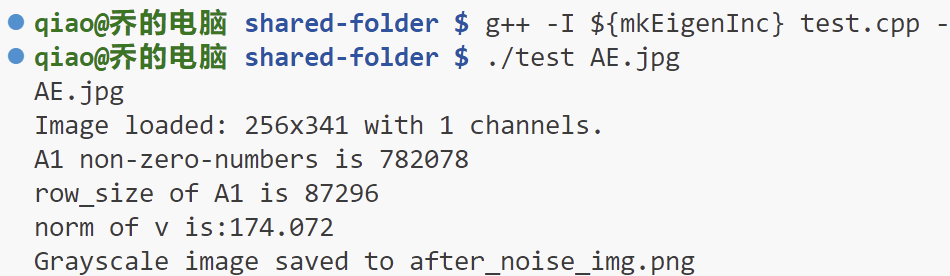 qiao@乔的电脑 shared-folder $ g++ -I ${mkEigenInc} test.cpp -
qiao@乔的电脑 shared-folder $ ./test AE.jpg
AE.jpg
Image loaded: 256x341 with 1 channels.
A1 non-zero-numbers is 782078
row_size of A1 is 87296
norm of v is:174.072
Grayscale image saved to after_noise_img.png